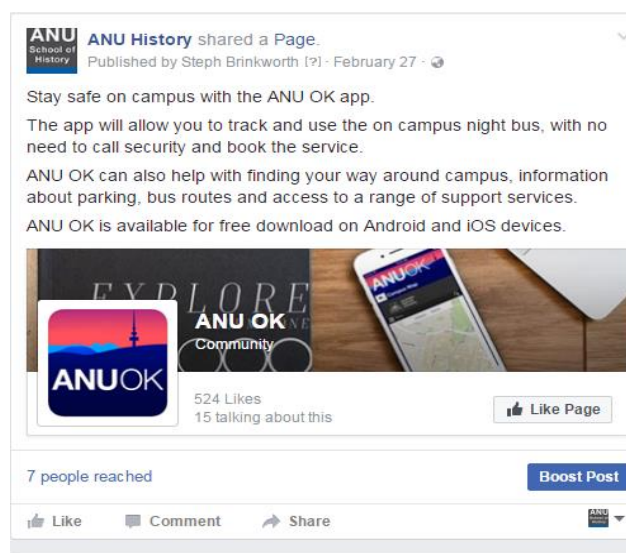 ANU
School of
History
ANU History shared a Page.
Published by Steph Brinkworth [?] · February 27 ·
Stay safe on campus with the ANU OK app.
The app will allow you to track and use the on campus night bus, with no
need to call security and book the service.
ANU OK can also help with finding your way around campus, information
about parking, bus routes and access to a range of support services.
ANU OK is available for free download on Android and iOS devices.
EXPLORE
ANUOK
ANU OK
Community
ANUOK
524 Likes
15 talking about this
Like Page
7 people reached
Boost Post
Like Comment Share
ANU